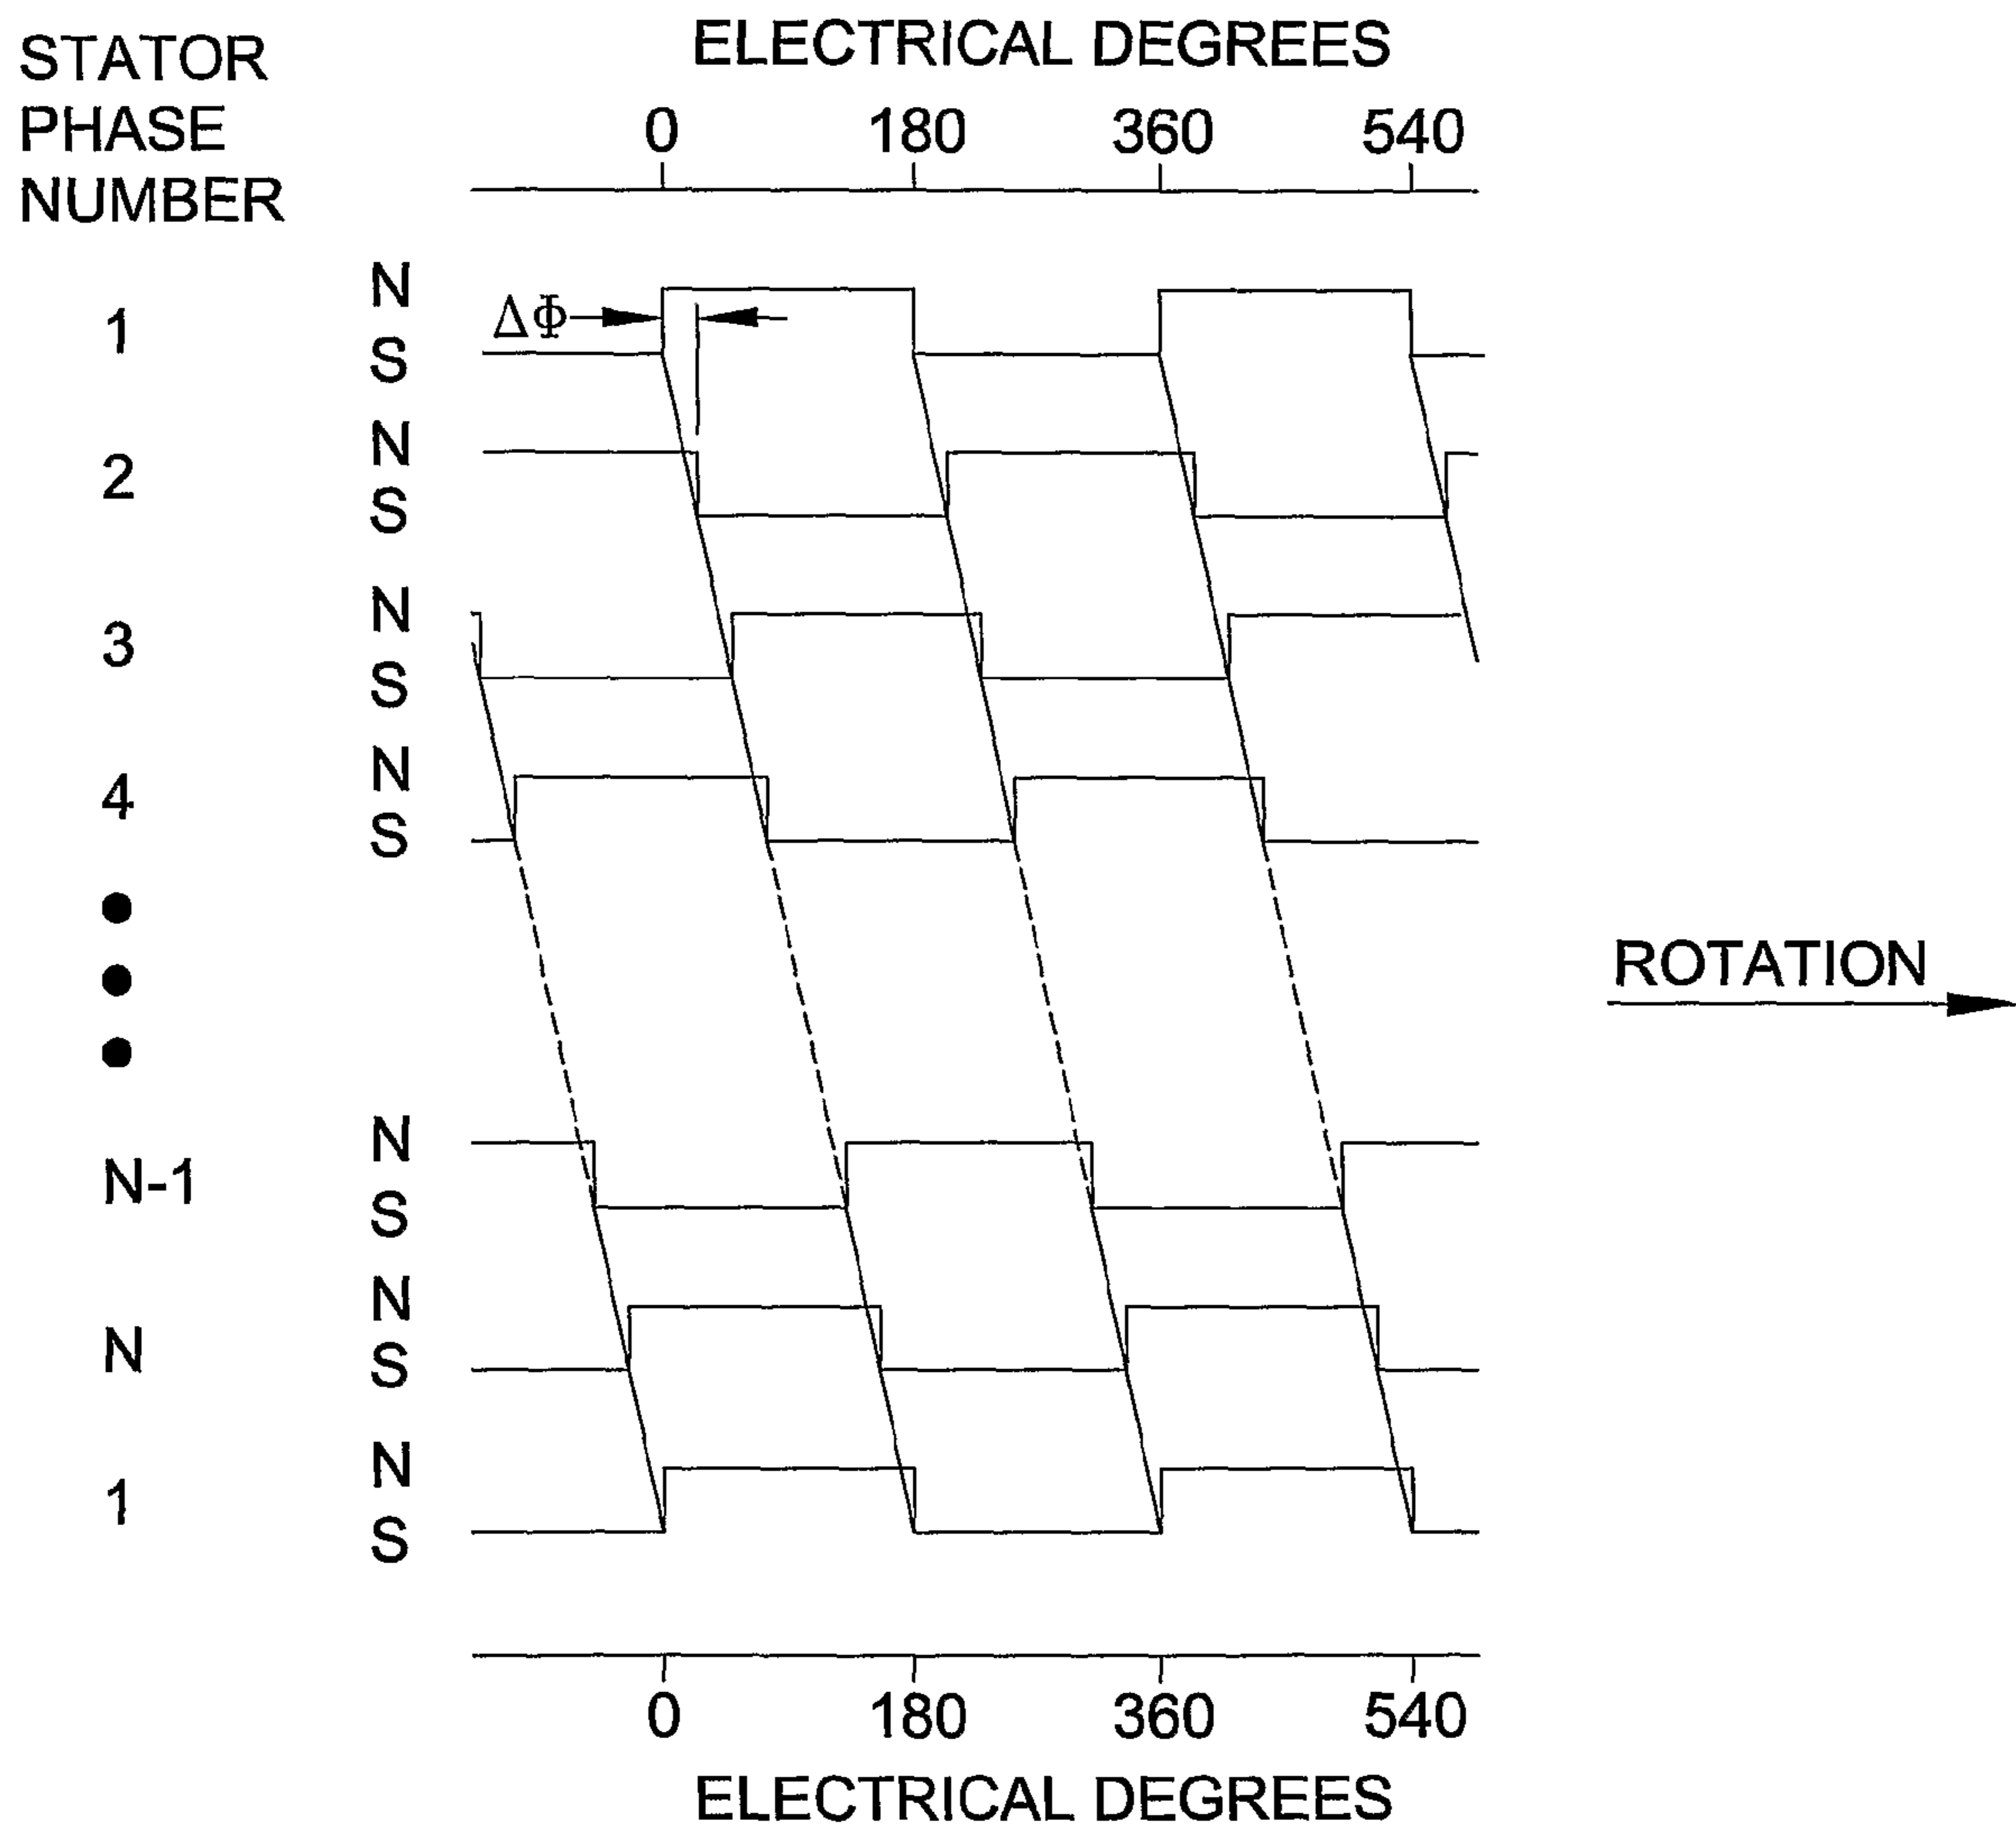 ELECTRICAL DEGREES
STATOR
PHASE
NUMBER
0 180 360 540
1 N
S
ΔΦ
2 N
S
3 N
S
4 N
S
ROTATION
N-1 N
S
N N
S
1 N
S
0 180 360 540
ELECTRICAL DEGREES